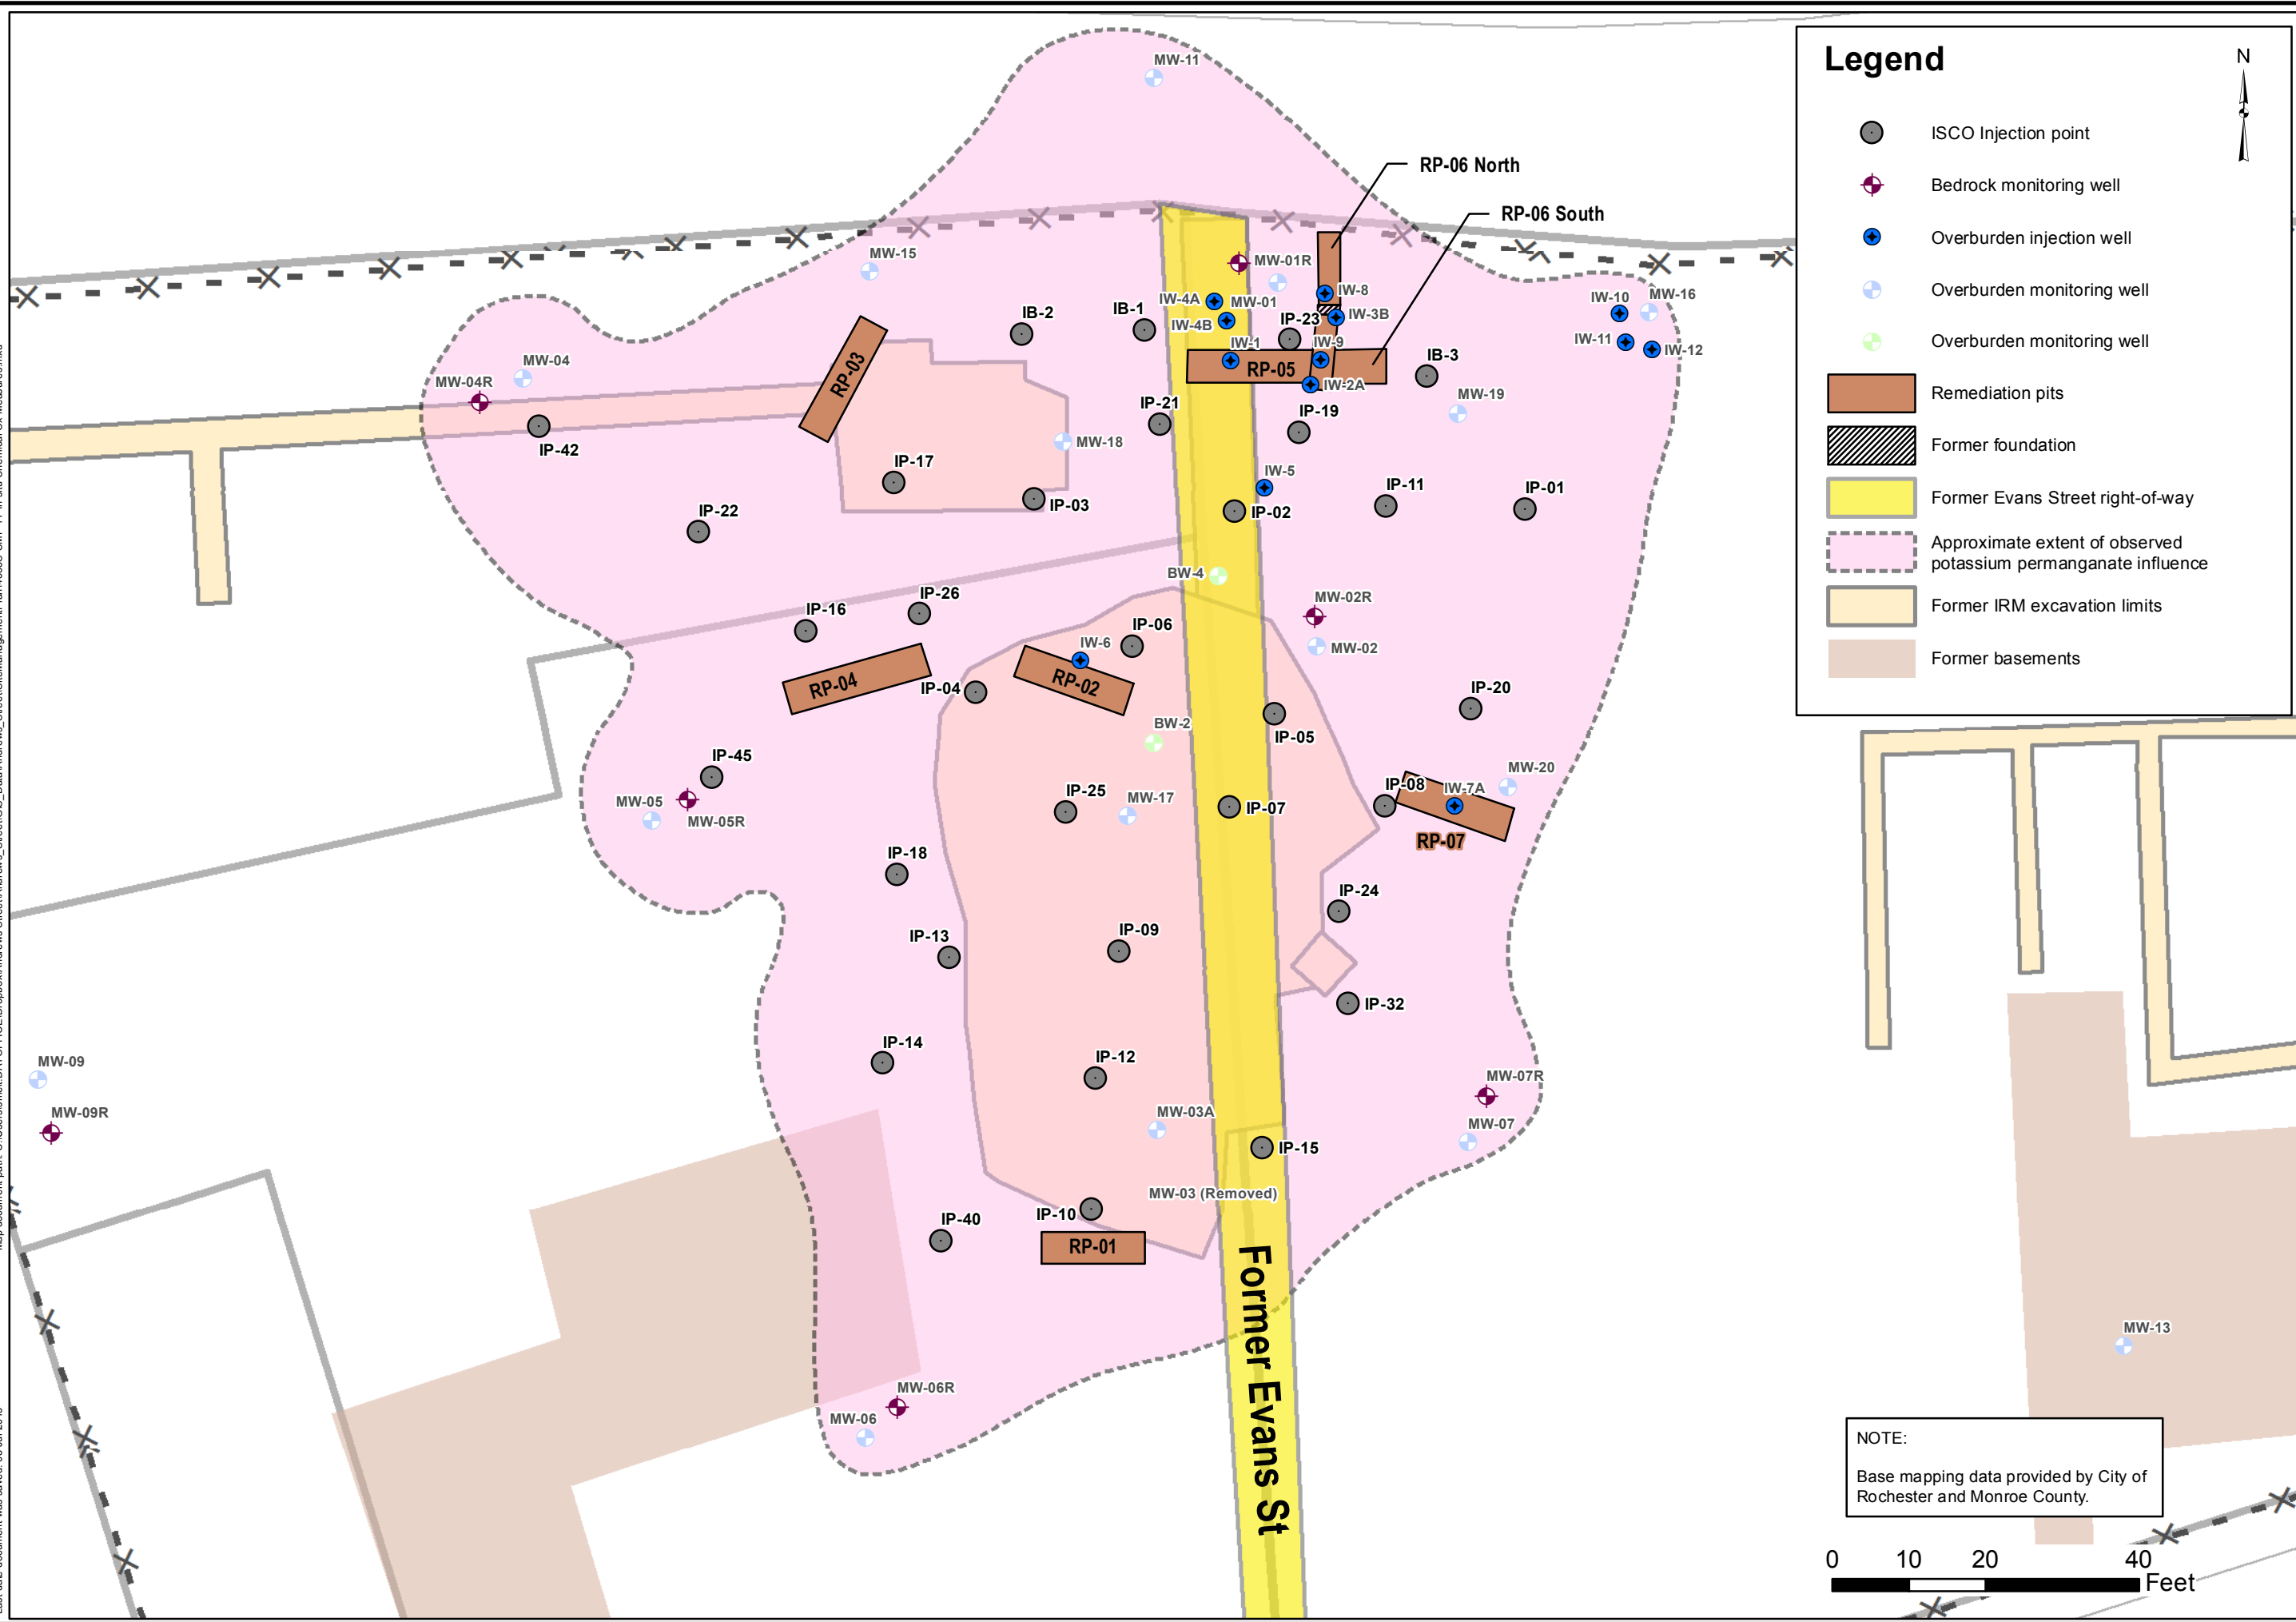 Legend
N
ISCO Injection point
Bedrock monitoring well
Overburden injection well
Overburden monitoring well
Overburden monitoring well
Remediation pits
Former foundation
Former Evans Street right-of-way
Approximate extent of observed
potassium permanganate influence
Former IRM excavation limits
Former basements
MW-11
RP-06 North
RP-06 South
MW-15
MW-01R
IW-4A
MW-01
IW-8
IW-10
MW-16
IB-2
IB-1
IW-4B
IP-23
IW-3B
IW-11
IW-12
MW-04
MW-04R
RP-03
IW-1
IW-9
RP-05
IW-2A
IB-3
MW-19
IP-42
IP-21
IP-19
MW-18
IP-17
IP-03
IW-5
IP-02
IP-11
IP-01
IP-22
BW-4
IP-16
IP-26
IP-06
IW-6
MW-02R
MW-02
RP-04
IP-04
RP-02
IP-20
BW-2
IP-05
IP-45
MW-05
MW-05R
IP-25
MW-17
IP-07
IP-08
IW-7A
MW-20
RP-07
IP-18
IP-24
IP-13
IP-09
IP-32
IP-14
IP-12
MW-09
MW-09R
MW-07R
MW-07
MW-03A
IP-15
MW-03 (Removed)
IP-40
IP-10
RP-01
Former Evans St
MW-06R
MW-06
MW-13
NOTE:
Base mapping data provided by City of
Rochester and Monroe County.
0 10 20 40
Feet